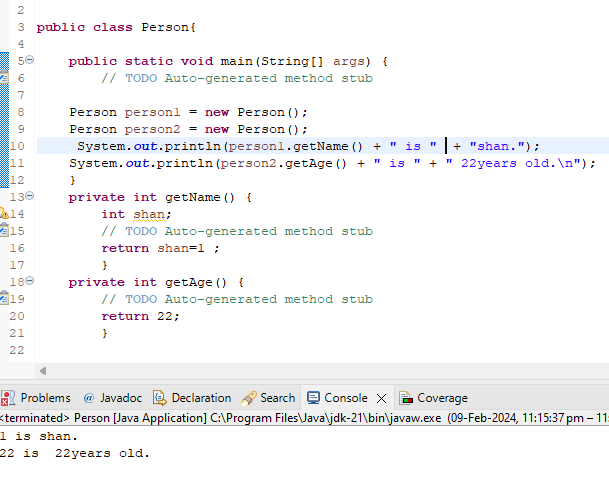 2
3 public class Person{
4
5 public static void main(String[] args) {
6 // TODO Auto-generated method stub
7
8 Person person1 = new Person();
9 Person person2 = new Person();
10 System.out.println(person1.getName() + " is " + "shan.");
11 System.out.println(person2.getAge() + " is " + " 22years old.\n");
12 }
13 private int getName() {
14 int shan;
15 // TODO Auto-generated method stub
16 return shan=1 ;
17 }
18 private int getAge() {
19 // TODO Auto-generated method stub
20 return 22;
21 }
22
Problems @ Javadoc Declaration Search Console Coverage
<terminated> Person [Java Application] C:\Program Files\Java\jdk-21\bin\javaw.exe (09-Feb-2024, 11:15:37 pm – 11:
1 is shan.
22 is  22years old.